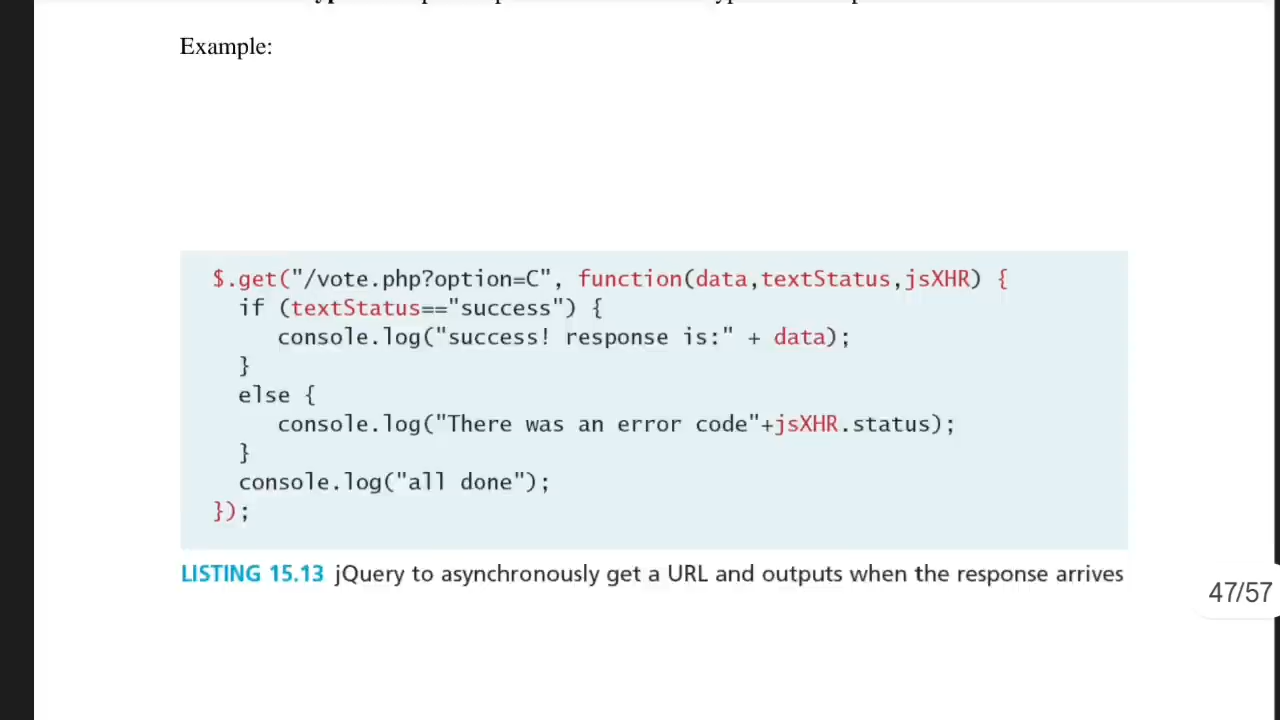 Example:
$.get("/vote.php?option=C", function(data,textStatus,jsXHR) {
if (textStatus=="success") {
console.log("success! response is:" + data);
}
else {
console.log("There was an error code"+jsXHR.status);
}
console.log("all done");
});
LISTING 15.13 jQuery to asynchronously get a URL and outputs when the response arrives
47/57